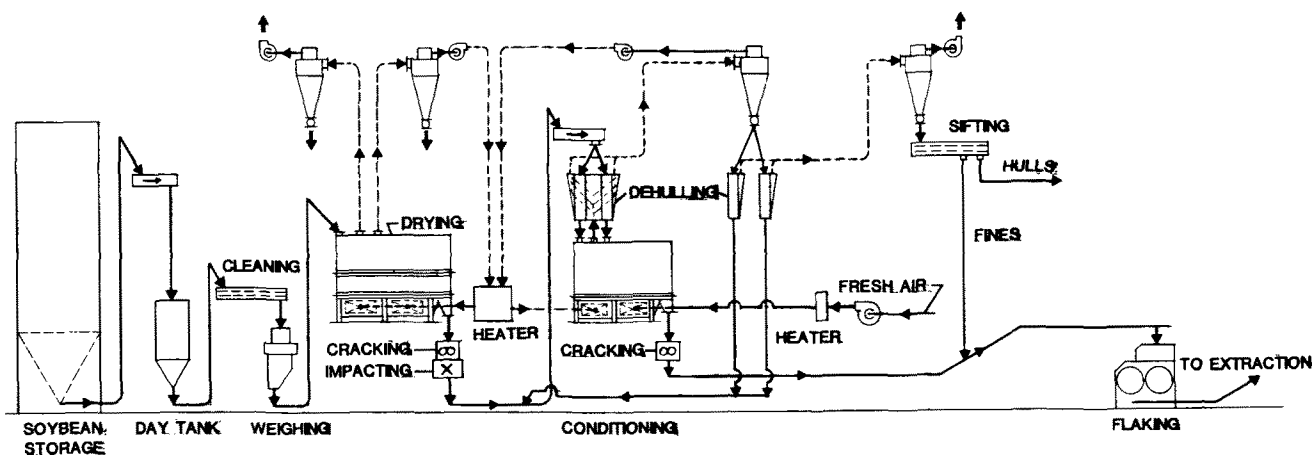 SIFTING
HULLS
DEHULLING
DRYING
FINES
CLEANING
FRESH AIR
HEATER
HEATER
CRACKING
IMPACTING
CRACKING
TO EXTRACTION
SOYBEAN
STORAGE
DAY TANK
WEIGHING
CONDITIONING
FLAKING